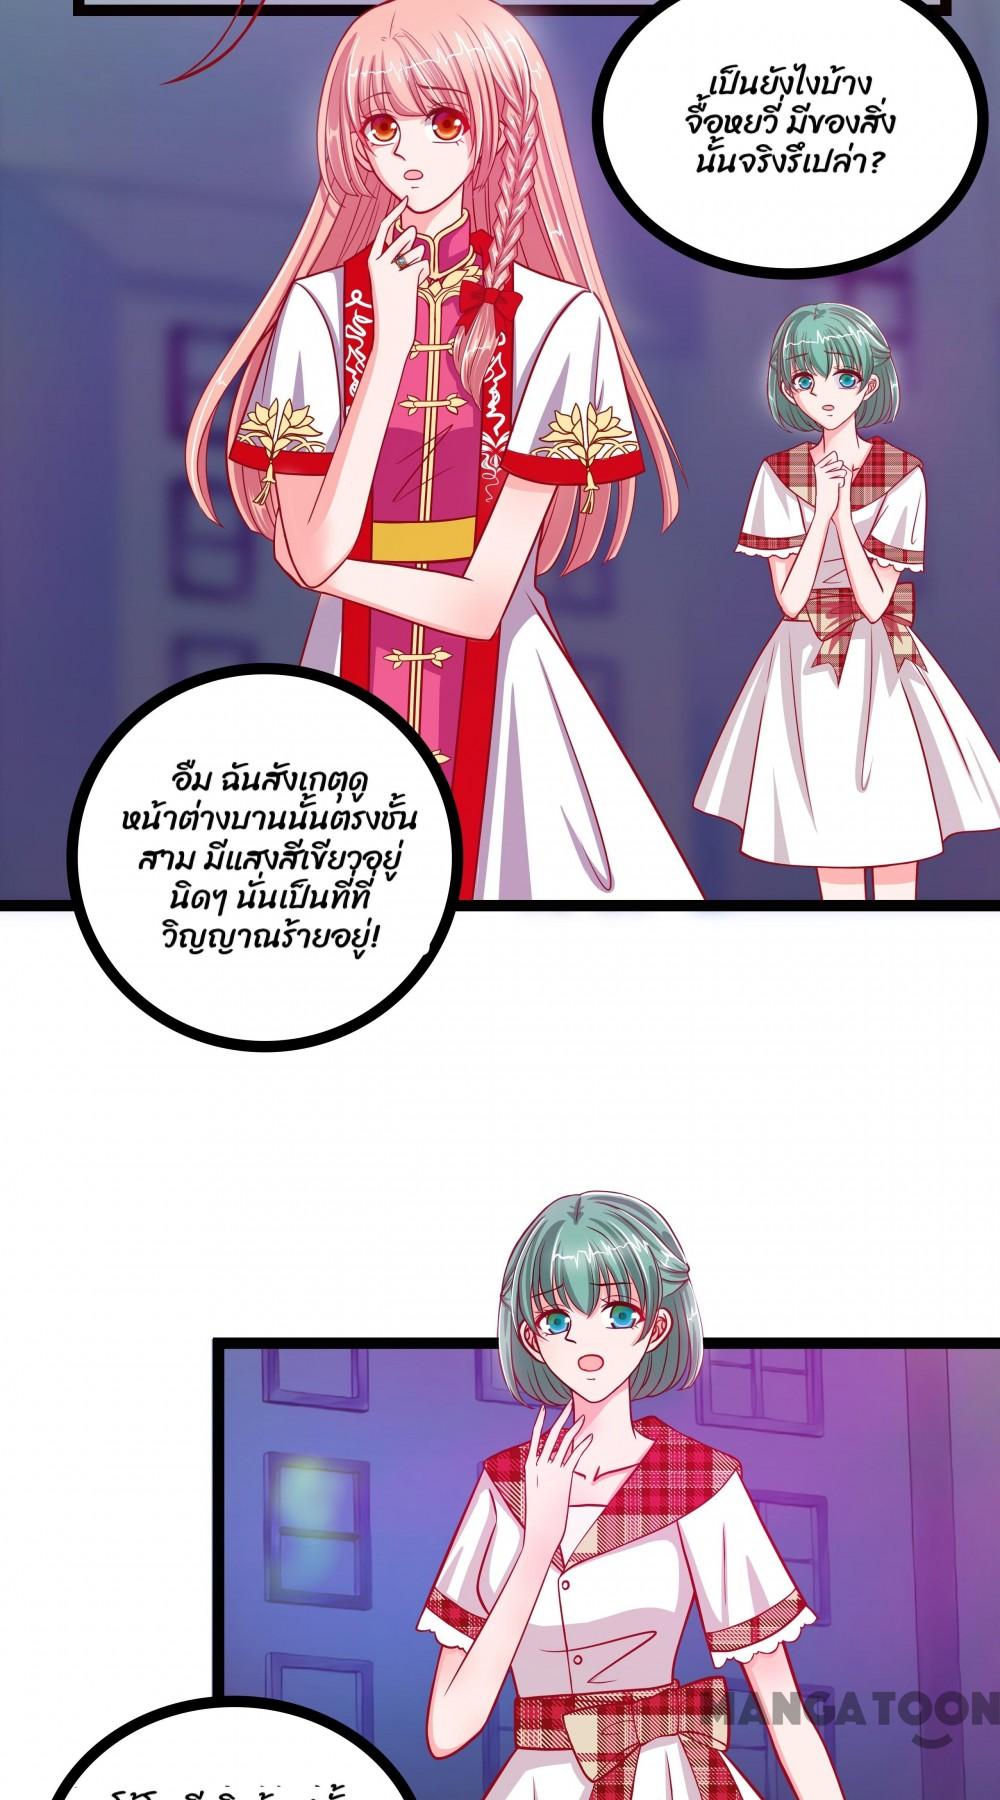 เป็นยังไงบ้าง
จื้อหยวี่ มีของสิ่ง
นั้นจริงรึเปล่า?
อืม ฉันสังเกตุดู
หน้าต่างบานนั้นตรงชั้น
สาม มีแสงสีเขียวอยู่
นิดๆ นั่นเป็นที่ที่
วิญญาณร้ายอยู่!
MANGATOON